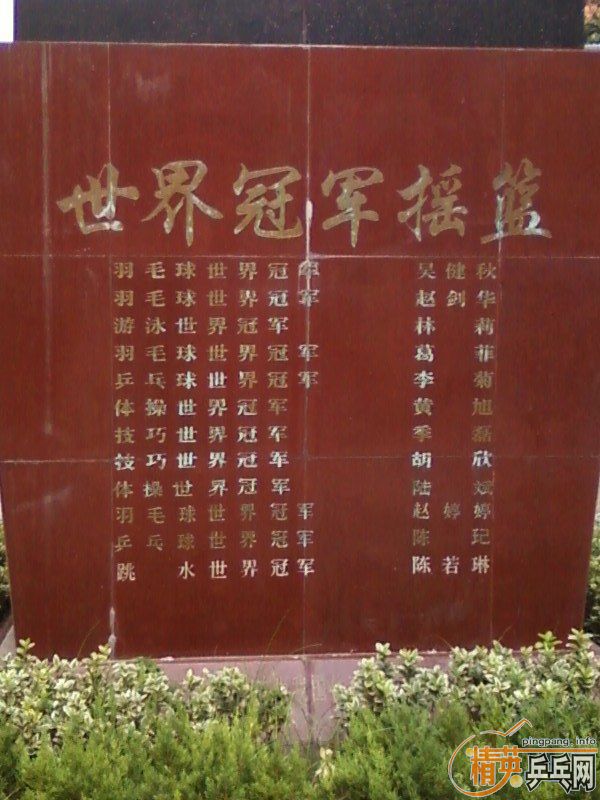 世界冠军摇篮
羽毛球世界冠军 吴健秋
羽毛球世界冠军 赵剑华
游泳世界冠军 林莉
羽毛球世界冠军 葛菲
乒乓球世界冠军 李菊
体操世界冠军 黄旭
技巧世界冠军 季磊
技巧世界冠军 胡欣
体操世界冠军 陆斌
羽毛球世界冠军 赵婷婷
乒乓球世界冠军 陈玘
跳水世界冠军 陈若琳
pingpang.info
精英乒乓网